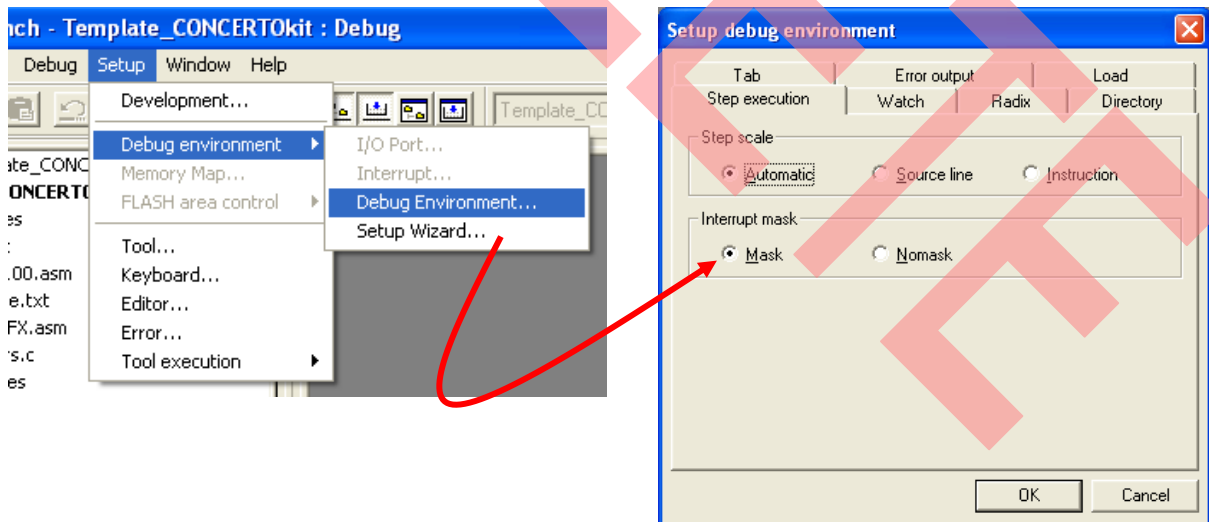 nch - Template_CONCERTOkit : Debug
Debug Setup Window Help
Development...
Template_CC
Debug environment
Memory Map...
FLASH area control
Tool...
Keyboard...
Editor...
Error...
Tool execution
I/O Port...
Interrupt...
Debug Environment...
Setup Wizard...
ate_CONC
ONCERTO
es
:
.00.asm
e.txt
FX.asm
rs.c
es
Setup debug environment
Tab Error output Load
Step execution Watch Radix Directory
Step scale
Automatic Source line Instruction
Interrupt mask
Mask Nomask
OK Cancel